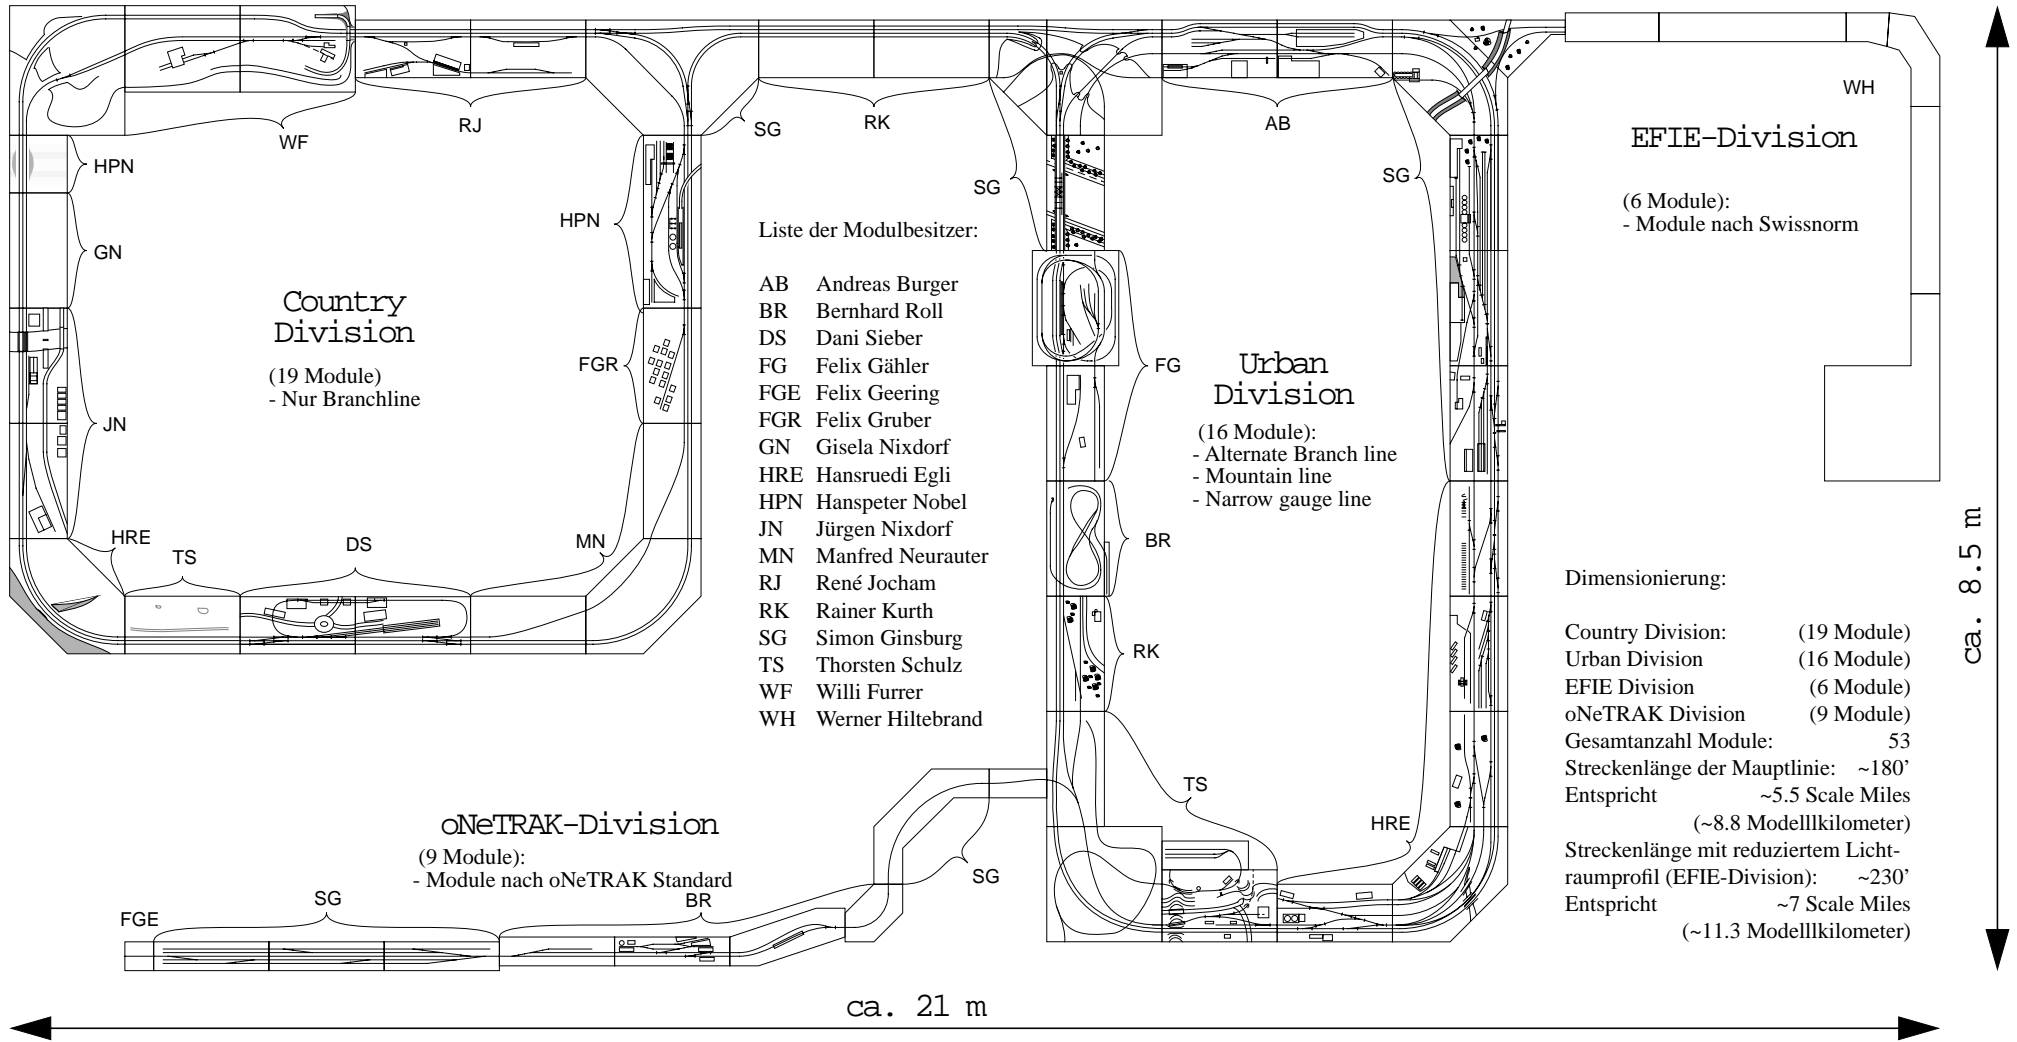 WF
RJ
SG
RK
AB
WH
HPN
GN
JN
HRE
TS
DS
MN
FGR
HPN
SG
SG
FG
BR
RK
TS
HRE
Country
Division
(19 Module)
- Nur Branchline
Liste der Modulbesitzer:
AB Andreas Burger
BR Bernhard Roll
DS Dani Sieber
FG Felix Gähler
FGE Felix Geering
FGR Felix Gruber
GN Gisela Nixdorf
HRE Hansruedi Egli
HPN Hanspeter Nobel
JN Jürgen Nixdorf
MN Manfred Neurauter
RJ René Jocham
RK Rainer Kurth
SG Simon Ginsburg
TS Thorsten Schulz
WF Willi Furrer
WH Werner Hiltebrand
Urban
Division
(16 Module):
- Alternate Branch line
- Mountain line
- Narrow gauge line
EFIE-Division
(6 Module):
- Module nach Swissnorm
Dimensionierung:
Country Division: (19 Module)
Urban Division (16 Module)
EFIE Division (6 Module)
oNeTRAK Division (9 Module)
Gesamtanzahl Module: 53
Streckenlänge der Mauptlinie: ~180’
Entspricht ~5.5 Scale Miles
(~8.8 Modelllkilometer)
Streckenlänge mit reduziertem Licht-
raumprofil (EFIE-Division): ~230’
Entspricht ~7 Scale Miles
(~11.3 Modelllkilometer)
oNeTRAK-Division
(9 Module):
- Module nach oNeTRAK Standard
FGE
SG
BR
SG
ca. 21 m
ca. 8.5 m